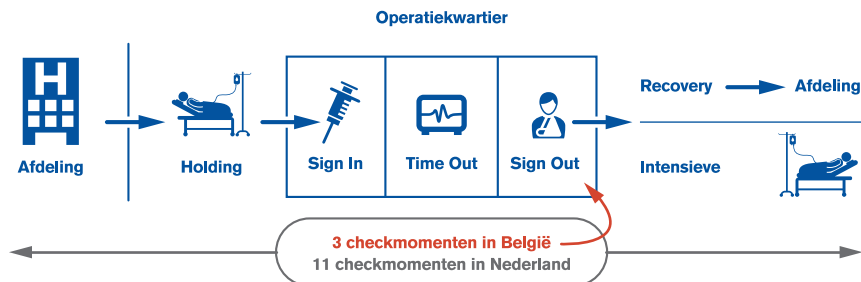 Operatiekwartier
H
Afdeling
Holding
Sign In
Time Out
Sign Out
Recovery
Afdeling
Intensieve
3 checkmomenten in België
11 checkmomenten in Nederland